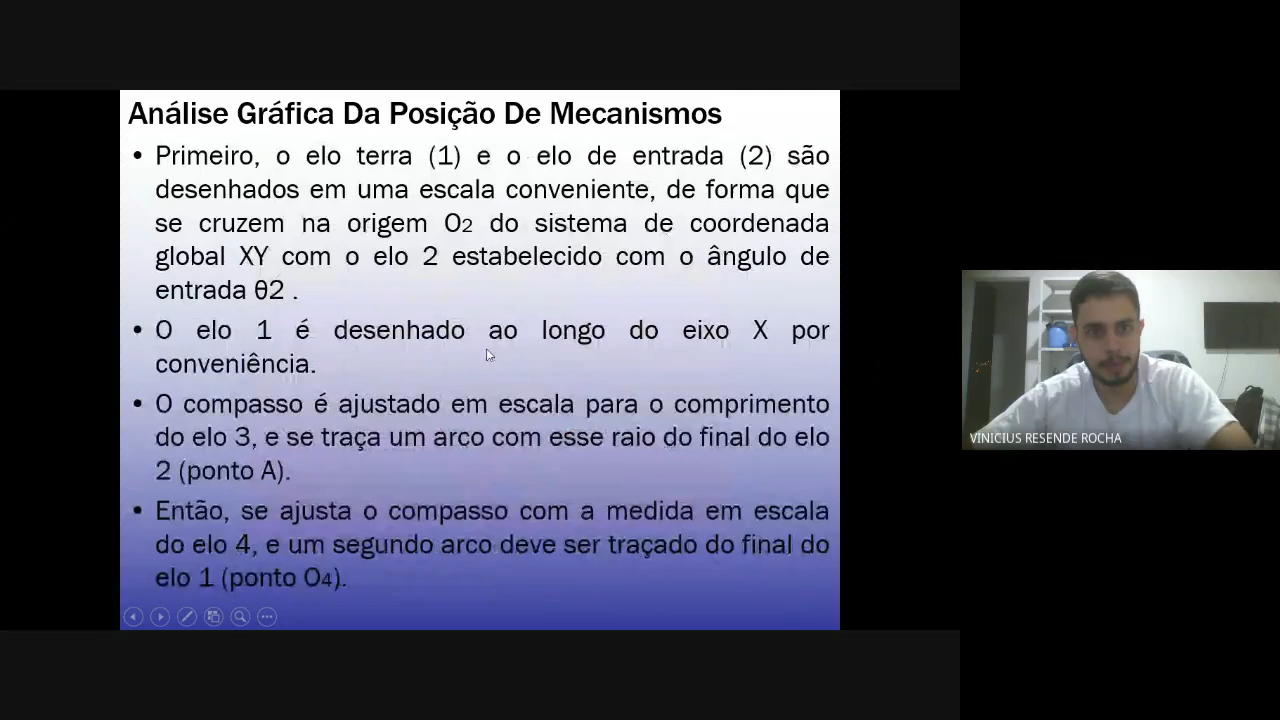 Análise Gráfica Da Posição De Mecanismos
• Primeiro, o elo terra (1) e o elo de entrada (2) são
desenhados em uma escala conveniente, de forma que
se cruzem na origem O2 do sistema de coordenada
global XY com o elo 2 estabelecido com o ângulo de
entrada θ2 .
• O elo 1 é desenhado ao longo do eixo X por
conveniência.
• O compasso é ajustado em escala para o comprimento
do elo 3, e se traça um arco com esse raio do final do elo
2 (ponto A).
• Então, se ajusta o compasso com a medida em escala
do elo 4, e um segundo arco deve ser traçado do final do
elo 1 (ponto O4).
VINICIUS RESENDE ROCHA